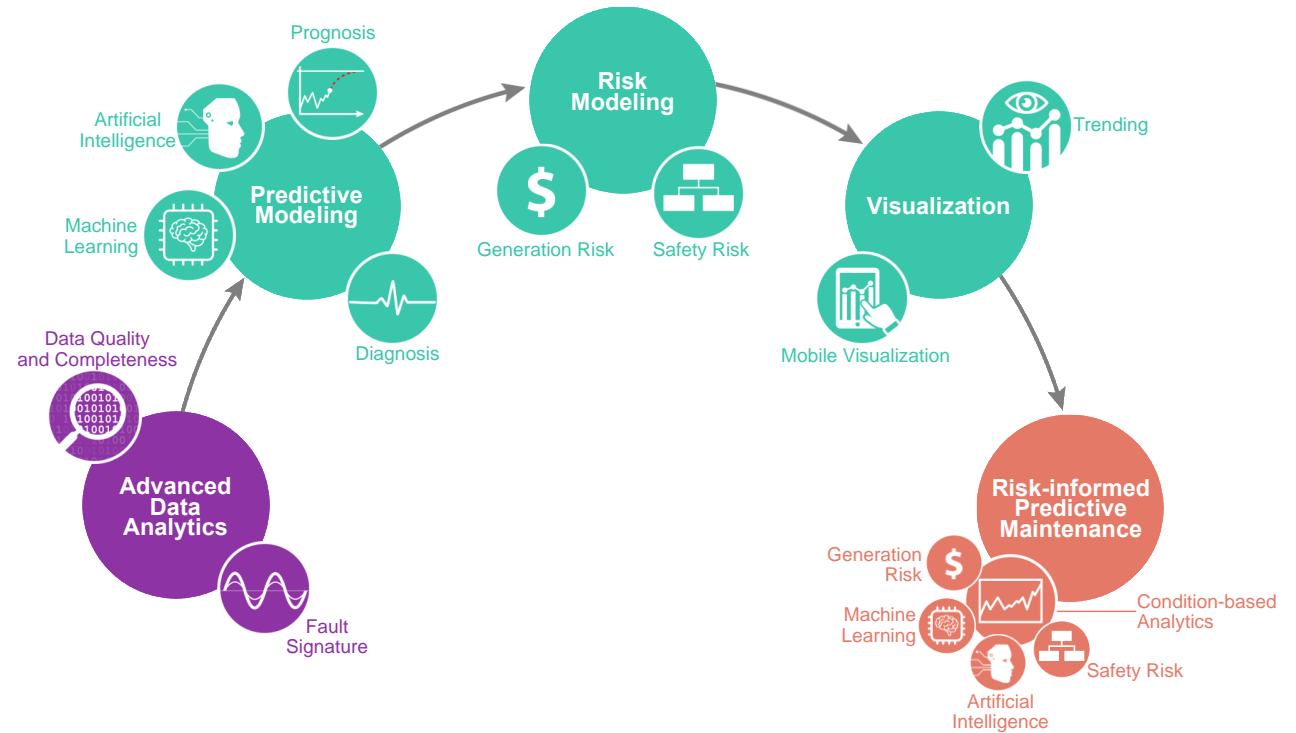 Prognosis
Artificial
Intelligence
Machine
Learning
Predictive
Modeling
Diagnosis
Risk
Modeling
Generation Risk
Safety Risk
Visualization
Trending
Mobile Visualization
Data Quality
and Completeness
Advanced
Data
Analytics
Fault
Signature
Risk-informed
Predictive
Maintenance
Generation
Risk
Machine
Learning
Artificial
Intelligence
Safety Risk
Condition-based
Analytics